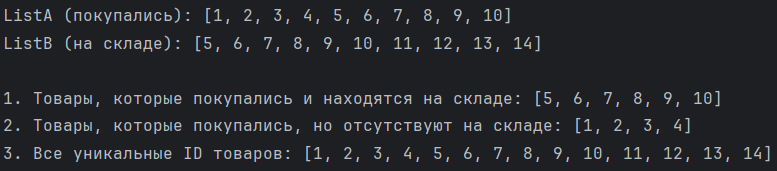 ListA (покупались): [1, 2, 3, 4, 5, 6, 7, 8, 9, 10]
ListB (на складе): [5, 6, 7, 8, 9, 10, 11, 12, 13, 14]
1. Товары, которые покупались и находятся на складе: [5, 6, 7, 8, 9, 10]
2. Товары, которые покупались, но отсутствуют на складе: [1, 2, 3, 4]
3. Все уникальные ID товаров: [1, 2, 3, 4, 5, 6, 7, 8, 9, 10, 11, 12, 13, 14]